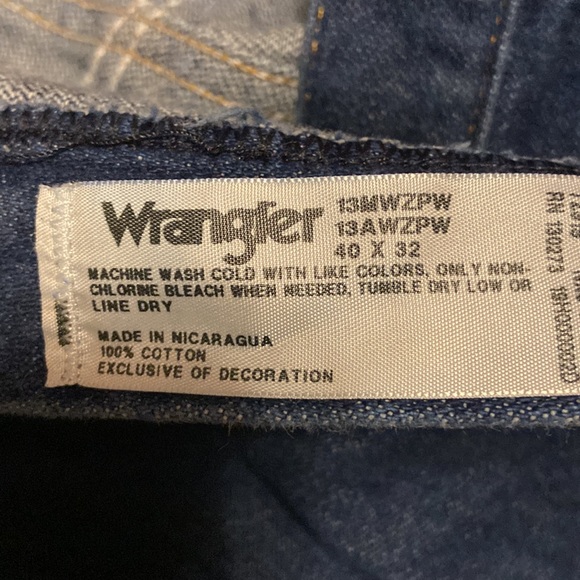 Wrangler
13MWZPW
13AWZPW
40 X 32
MACHINE WASH COLD WITH LIKE COLORS, ONLY NON-
CHLORINE BLEACH WHEN NEEDED, TUMBLE DRY LOW OR
LINE DRY
MADE IN NICARAGUA
100% COTTON
EXCLUSIVE OF DECORATION
RN 130273